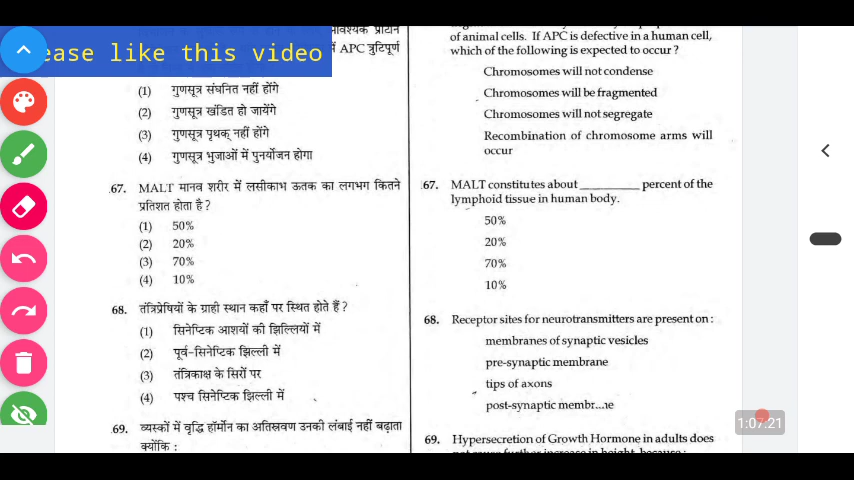 ease like this video
में APC त्रुटिपूर्ण
(1) गुणसूत्र संघनित नहीं होंगे
(2) गुणसूत्र खंडित हो जायेंगे
(3) गुणसूत्र पृथक् नहीं होंगे
(4) गुणसूत्र भुजाओं में पुनर्योजन होगा
.67. MALT मानव शरीर में लसीकाभ ऊतक का लगभग कितने
प्रतिशत होता है ?
(1) 50%
(2) 20%
(3) 70%
(4) 10%
68. तंत्रिप्रेषियों के ग्राही स्थान कहाँ पर स्थित होते हैं ?
(1) सिनेप्टिक आशयों की झिल्लियों में
(2) पूर्व-सिनेप्टिक झिल्ली में
(3) तंत्रिकाक्ष के सिरों पर
(4) पश्च सिनेप्टिक झिल्ली में
.69. व्यस्कों में वृद्धि हॉर्मोन का अतिस्रवण उनकी लंबाई नहीं बढ़ाता
क्योंकि :
of animal cells. If APC is defective in a human cell,
which of the following is expected to occur ?
Chromosomes will not condense
Chromosomes will be fragmented
Chromosomes will not segregate
Recombination of chromosome arms will
occur
.67. MALT constitutes about __________ percent of the
lymphoid tissue in human body.
50%
20%
70%
10%
68. Receptor sites for neurotransmitters are present on :
membranes of synaptic vesicles
pre-synaptic membrane
tips of axons
post-synaptic membr...ne
1:07:21
69. Hypersecretion of Growth Hormone in adults does
not cause further increase in height, because :